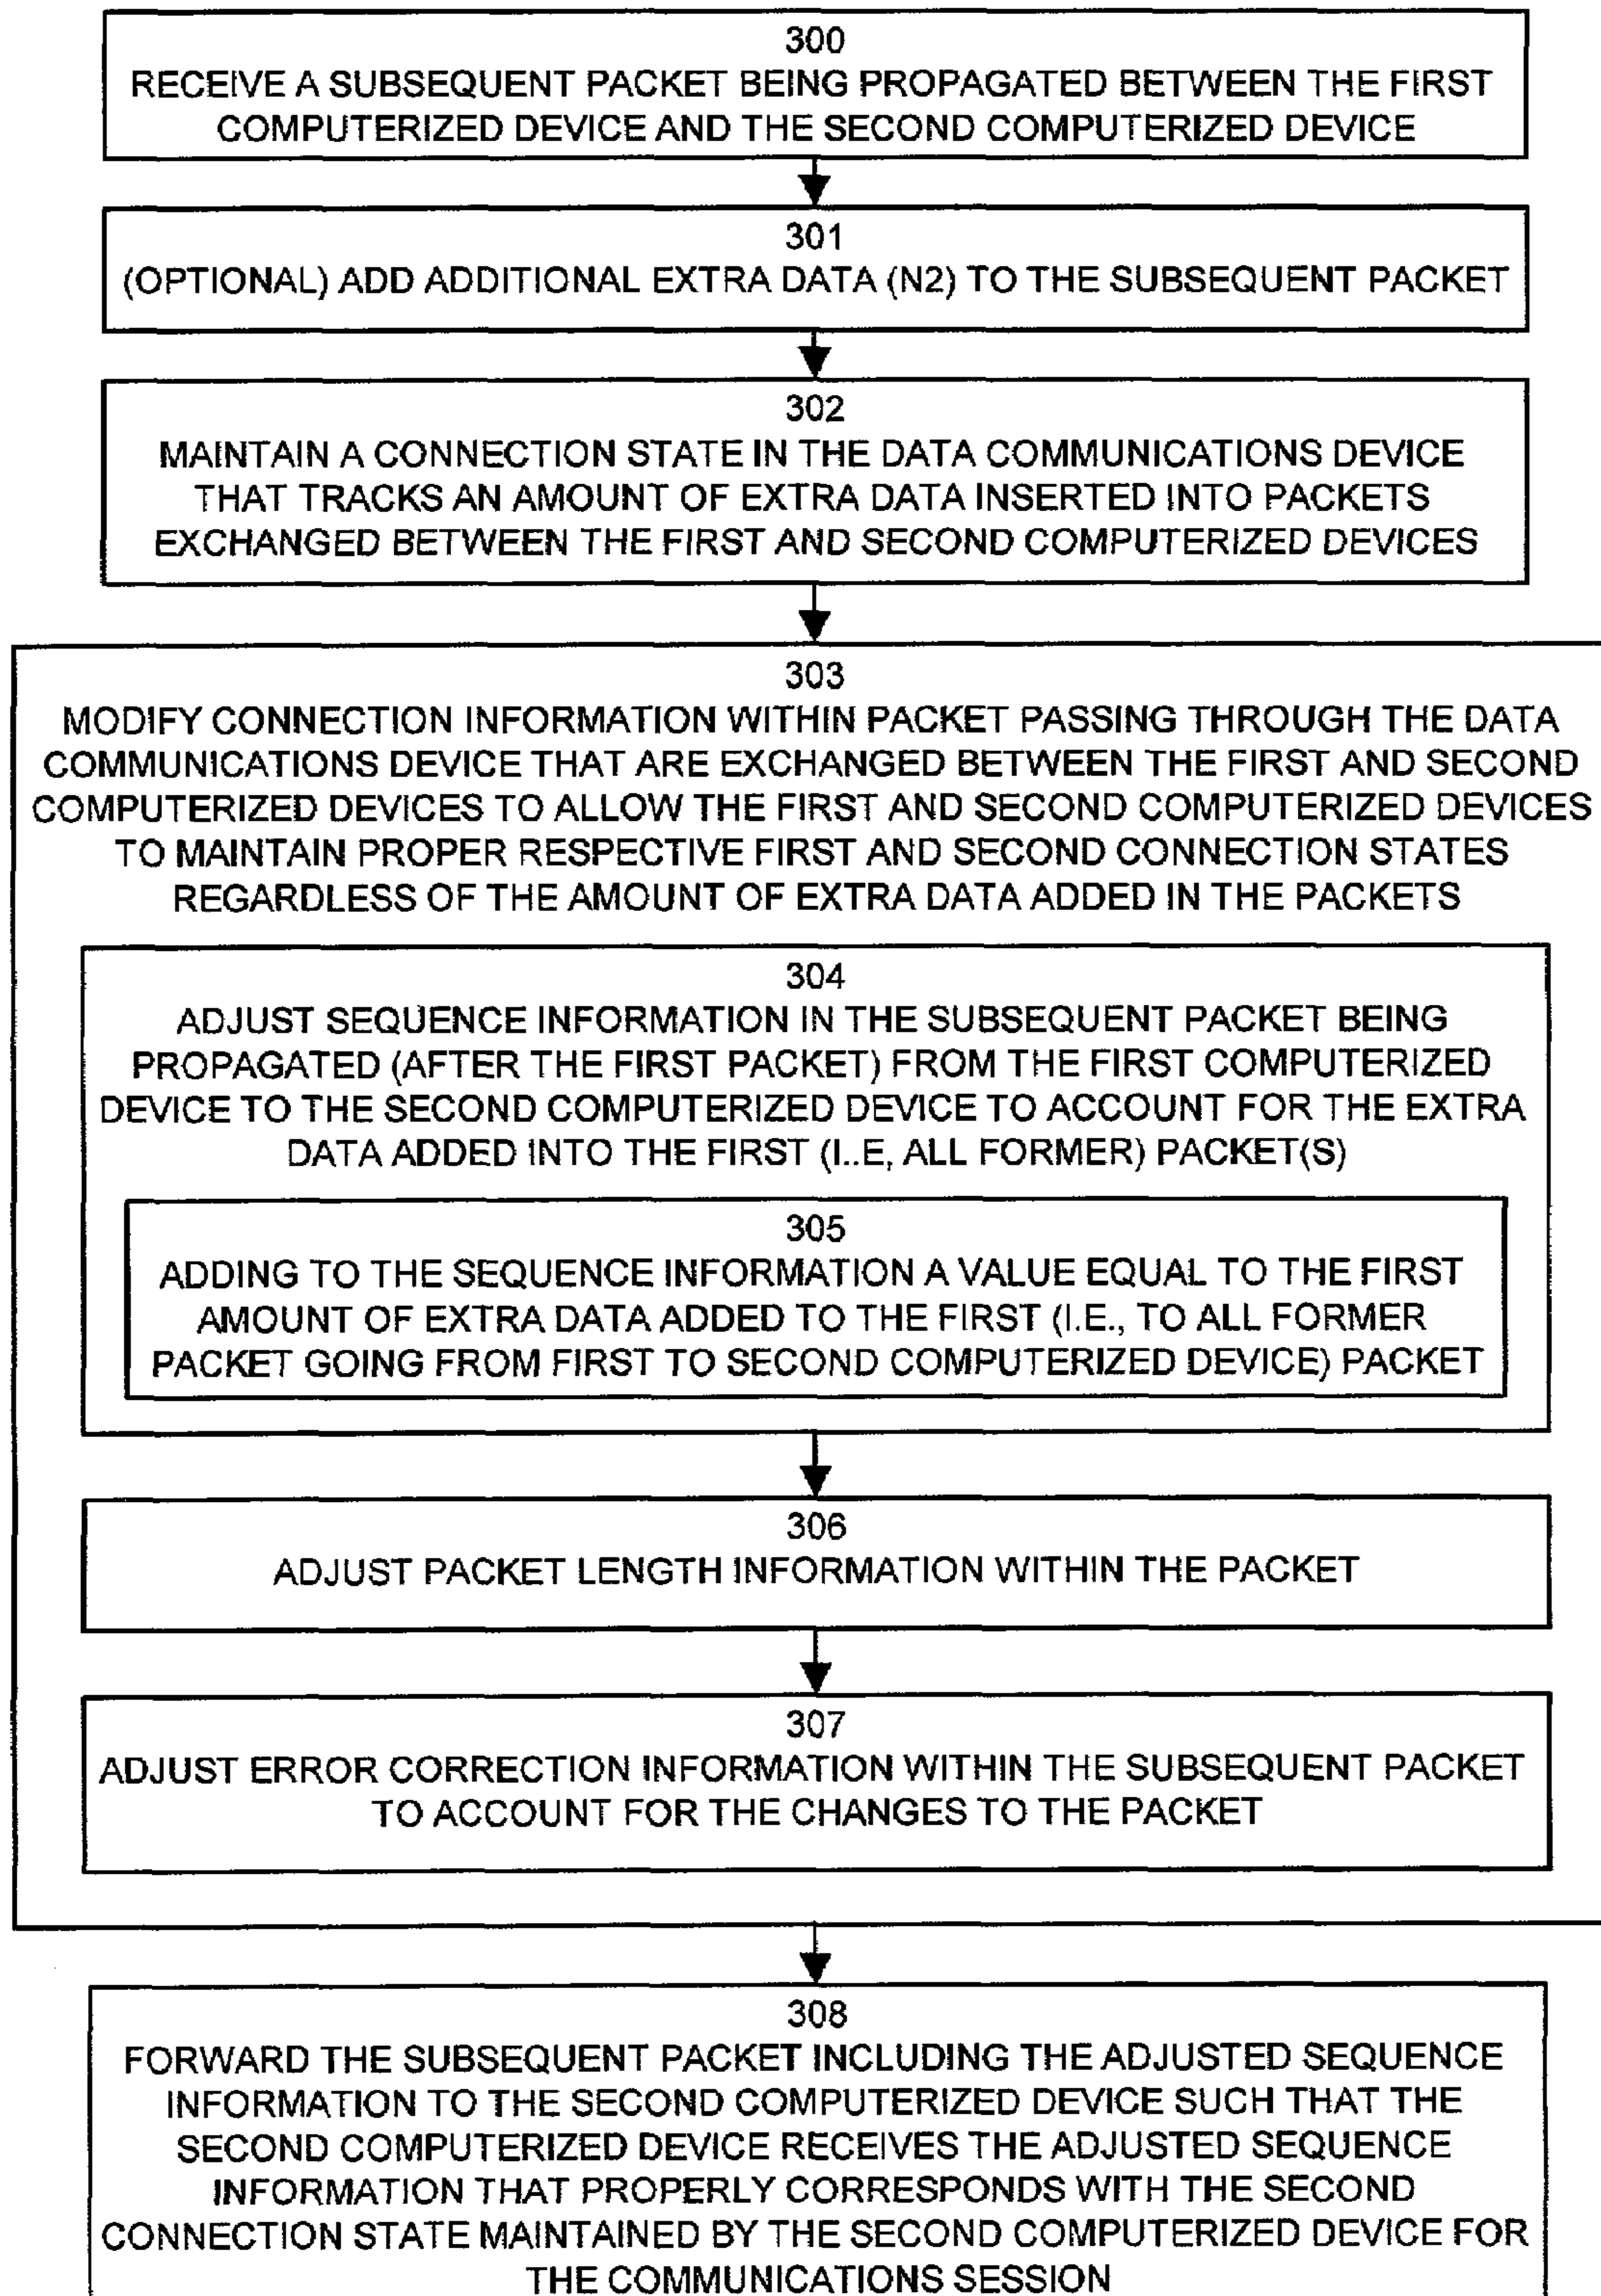 300
RECEIVE A SUBSEQUENT PACKET BEING PROPAGATED BETWEEN THE FIRST
COMPUTERIZED DEVICE AND THE SECOND COMPUTERIZED DEVICE
301
(OPTIONAL) ADD ADDITIONAL EXTRA DATA (N2) TO THE SUBSEQUENT PACKET
302
MAINTAIN A CONNECTION STATE IN THE DATA COMMUNICATIONS DEVICE
THAT TRACKS AN AMOUNT OF EXTRA DATA INSERTED INTO PACKETS
EXCHANGED BETWEEN THE FIRST AND SECOND COMPUTERIZED DEVICES
303
MODIFY CONNECTION INFORMATION WITHIN PACKET PASSING THROUGH THE DATA
COMMUNICATIONS DEVICE THAT ARE EXCHANGED BETWEEN THE FIRST AND SECOND
COMPUTERIZED DEVICES TO ALLOW THE FIRST AND SECOND COMPUTERIZED DEVICES
TO MAINTAIN PROPER RESPECTIVE FIRST AND SECOND CONNECTION STATES
REGARDLESS OF THE AMOUNT OF EXTRA DATA ADDED IN THE PACKETS
304
ADJUST SEQUENCE INFORMATION IN THE SUBSEQUENT PACKET BEING
PROPAGATED (AFTER THE FIRST PACKET) FROM THE FIRST COMPUTERIZED
DEVICE TO THE SECOND COMPUTERIZED DEVICE TO ACCOUNT FOR THE EXTRA
DATA ADDED INTO THE FIRST (I..E, ALL FORMER) PACKET(S)
305
ADDING TO THE SEQUENCE INFORMATION A VALUE EQUAL TO THE FIRST
AMOUNT OF EXTRA DATA ADDED TO THE FIRST (I.E., TO ALL FORMER
PACKET GOING FROM FIRST TO SECOND COMPUTERIZED DEVICE) PACKET
306
ADJUST PACKET LENGTH INFORMATION WITHIN THE PACKET
307
ADJUST ERROR CORRECTION INFORMATION WITHIN THE SUBSEQUENT PACKET
TO ACCOUNT FOR THE CHANGES TO THE PACKET
308
FORWARD THE SUBSEQUENT PACKET INCLUDING THE ADJUSTED SEQUENCE
INFORMATION TO THE SECOND COMPUTERIZED DEVICE SUCH THAT THE
SECOND COMPUTERIZED DEVICE RECEIVES THE ADJUSTED SEQUENCE
INFORMATION THAT PROPERLY CORRESPONDS WITH THE SECOND
CONNECTION STATE MAINTAINED BY THE SECOND COMPUTERIZED DEVICE FOR
THE COMMUNICATIONS SESSION